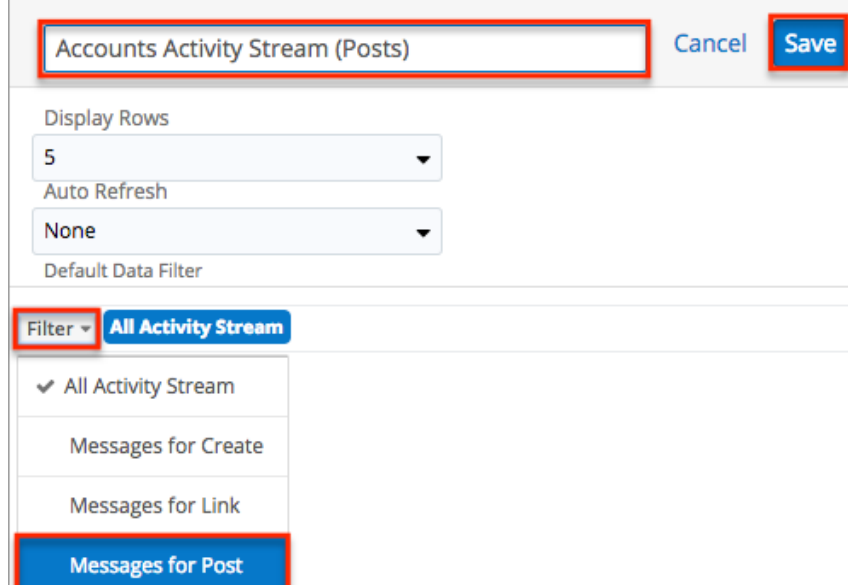 Accounts Activity Stream (Posts) Cancel Save
Display Rows
5
Auto Refresh
None
Default Data Filter
Filter All Activity Stream
All Activity Stream
Messages for Create
Messages for Link
Messages for Post